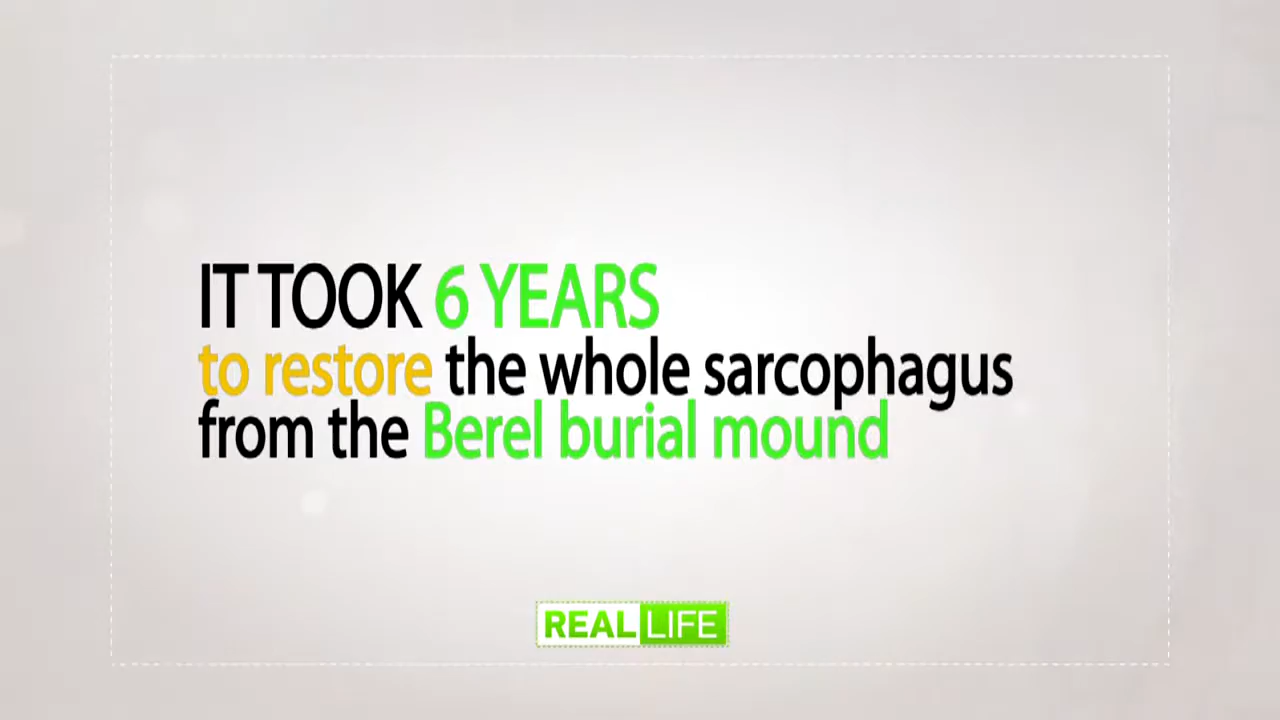 IT TOOK 6 YEARS
to restore the whole sarcophagus
from the Berel burial mound
REAL LIFE